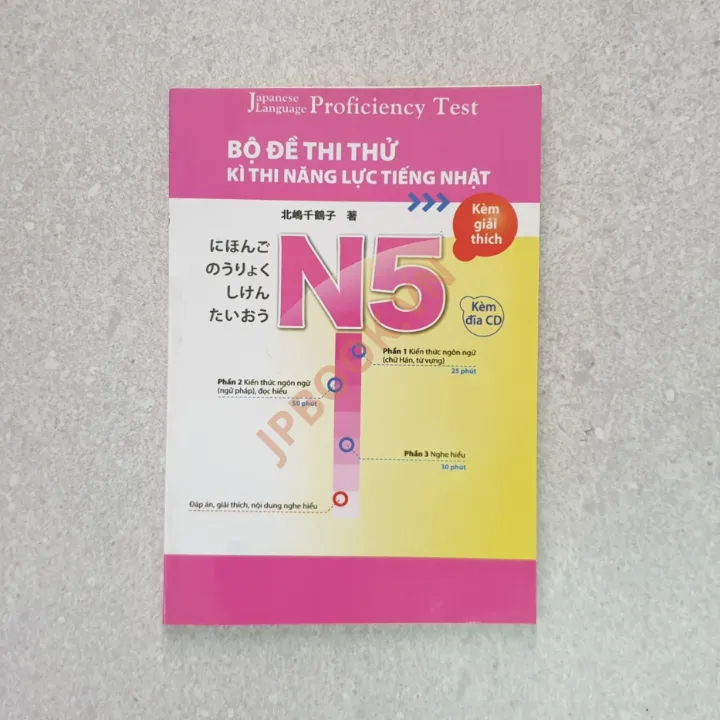 Japanese Language Proficiency Test
BỘ ĐỀ THI THỬ
KÌ THI NĂNG LỰC TIẾNG NHẬT
北嶋千鶴子 著
Kèm
giải
thích
にほんご
のうりょく
しけん
たいおう
N5
Kèm
đĩa CD
Phần 1 Kiến thức ngôn ngữ
(chữ Hán, từ vựng)
25 phút
Phần 2 Kiến thức ngôn ngữ
(ngữ pháp), đọc hiểu
50 phút
Phần 3 Nghe hiểu
30 phút
Đáp án, giải thích, nội dung nghe hiểu